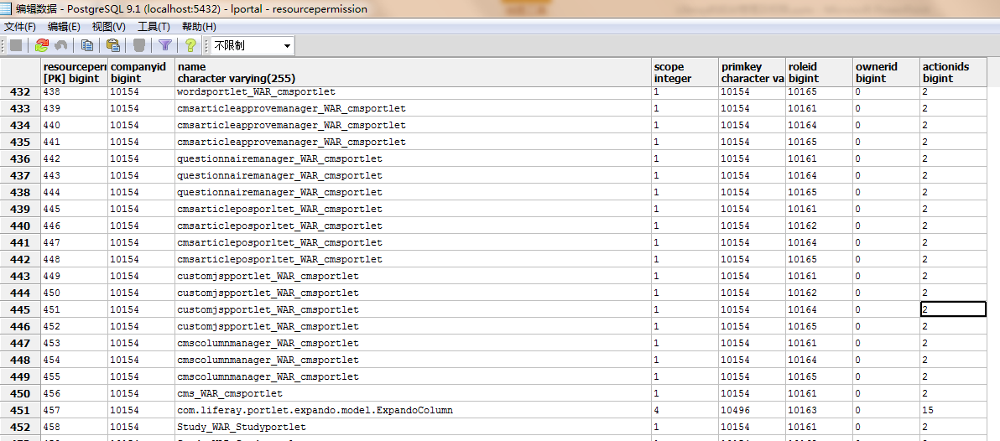 编辑数据 - PostgreSQL 9.1 (localhost:5432) - lportal - resourcepermission
文件(F) 编辑(E) 视图(V) 工具(T) 帮助(H)
不限制
resourceperm companyid name scope primkey roleid ownerid actionids
[PK] bigint bigint character varying(255) integer character va bigint bigint bigint
432 438 10154 wordsportlet_WAR_cmsportlet 1 10154 10165 0 2
433 439 10154 cmsarticleapprovemanager_WAR_cmsportlet 1 10154 10161 0 2
434 440 10154 cmsarticleapprovemanager_WAR_cmsportlet 1 10154 10164 0 2
435 441 10154 cmsarticleapprovemanager_WAR_cmsportlet 1 10154 10165 0 2
436 442 10154 questionnairemanager_WAR_cmsportlet 1 10154 10161 0 2
437 443 10154 questionnairemanager_WAR_cmsportlet 1 10154 10164 0 2
438 444 10154 questionnairemanager_WAR_cmsportlet 1 10154 10165 0 2
439 445 10154 cmsarticleposporltet_WAR_cmsportlet 1 10154 10161 0 2
440 446 10154 cmsarticleposporltet_WAR_cmsportlet 1 10154 10162 0 2
441 447 10154 cmsarticleposporltet_WAR_cmsportlet 1 10154 10164 0 2
442 448 10154 cmsarticleposporltet_WAR_cmsportlet 1 10154 10165 0 2
443 449 10154 customjspportlet_WAR_cmsportlet 1 10154 10161 0 2
444 450 10154 customjspportlet_WAR_cmsportlet 1 10154 10162 0 2
445 451 10154 customjspportlet_WAR_cmsportlet 1 10154 10164 0 2
446 452 10154 customjspportlet_WAR_cmsportlet 1 10154 10165 0 2
447 453 10154 cmscolumnmanager_WAR_cmsportlet 1 10154 10161 0 2
448 454 10154 cmscolumnmanager_WAR_cmsportlet 1 10154 10164 0 2
449 455 10154 cmscolumnmanager_WAR_cmsportlet 1 10154 10165 0 2
450 456 10154 cms_WAR_cmsportlet 1 10154 10161 0 2
451 457 10154 com.liferay.portlet.expando.model.ExpandoColumn 4 10496 10163 0 15
452 458 10154 Study_WAR_Studyportlet 1 10154 10161 0 2